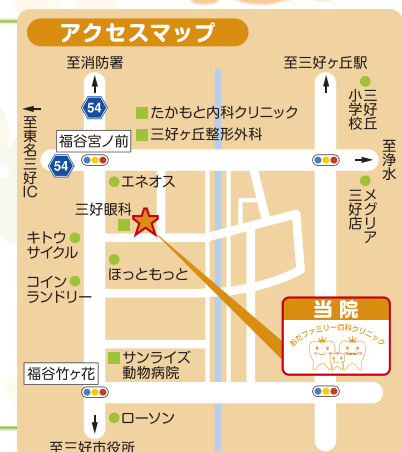 アクセスマップ
至消防署
至三好ヶ丘駅
54
たかもと内科クリニック
三好ヶ丘整形外科
三好丘
小学校
至東名三好IC
福谷宮ノ前
54
至浄水
エネオス
三好眼科
メグリア
三好店
キトウ
サイクル
ほっともっと
コイン
ランドリー
当院
おだファミリー歯科クリニック
サンライズ
動物病院
福谷竹ヶ花
ローソン
至三好市役所